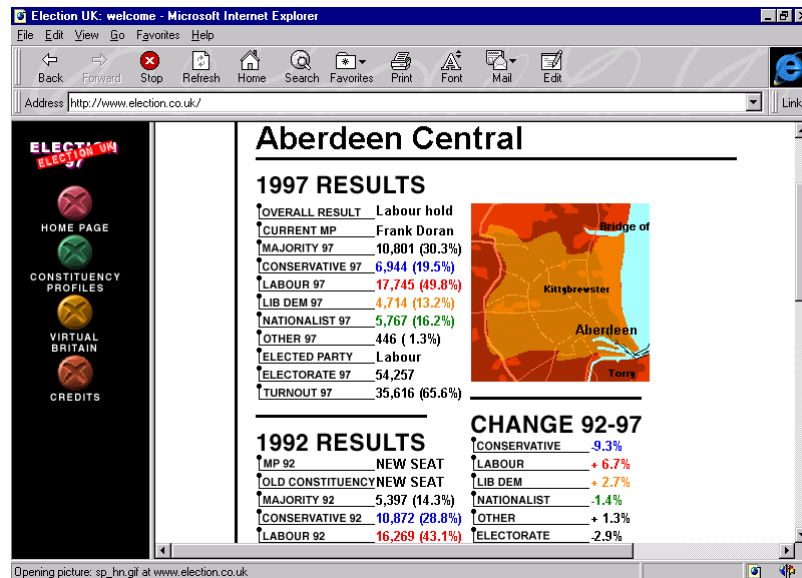 Election UK: welcome - Microsoft Internet Explorer
File Edit View Go Favorites Help
Back Forward Stop Refresh Home Search Favorites Print Font Mail Edit
Address http://www.election.co.uk/ Link
ELECTION 97
ELECTION UK
HOME PAGE
CONSTITUENCY
PROFILES
VIRTUAL
BRITAIN
CREDITS
Aberdeen Central
1997 RESULTS
OVERALL RESULT Labour hold
CURRENT MP Frank Doran
MAJORITY 97 10,801 (30.3%)
CONSERVATIVE 97 6,944 (19.5%)
LABOUR 97 17,745 (49.8%)
LIB DEM 97 4,714 (13.2%)
NATIONALIST 97 5,767 (16.2%)
OTHER 97 446 ( 1.3%)
ELECTED PARTY Labour
ELECTORATE 97 54,257
TURNOUT 97 35,616 (65.6%)
Bridge of
Kittybrewster
Aberdeen
Torry
1992 RESULTS
MP 92 NEW SEAT
OLD CONSTITUENCY NEW SEAT
MAJORITY 92 5,397 (14.3%)
CONSERVATIVE 92 10,872 (28.8%)
LABOUR 92 16,269 (43.1%)
CHANGE 92-97
CONSERVATIVE -9.3%
LABOUR + 6.7%
LIB DEM + 2.7%
NATIONALIST -1.4%
OTHER + 1.3%
ELECTORATE -2.9%
Opening picture: sp_hn.gif at www.election.co.uk